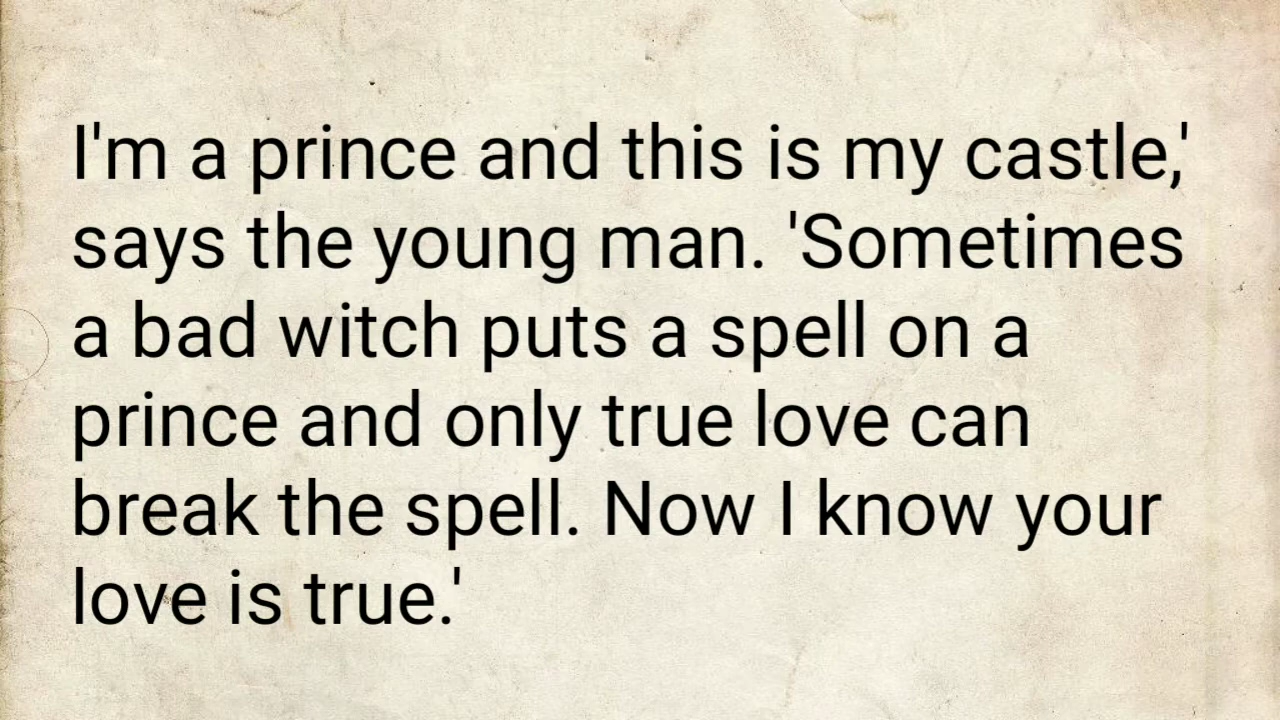 I'm a prince and this is my castle,'
says the young man. 'Sometimes
a bad witch puts a spell on a
prince and only true love can
break the spell. Now I know your
love is true.'